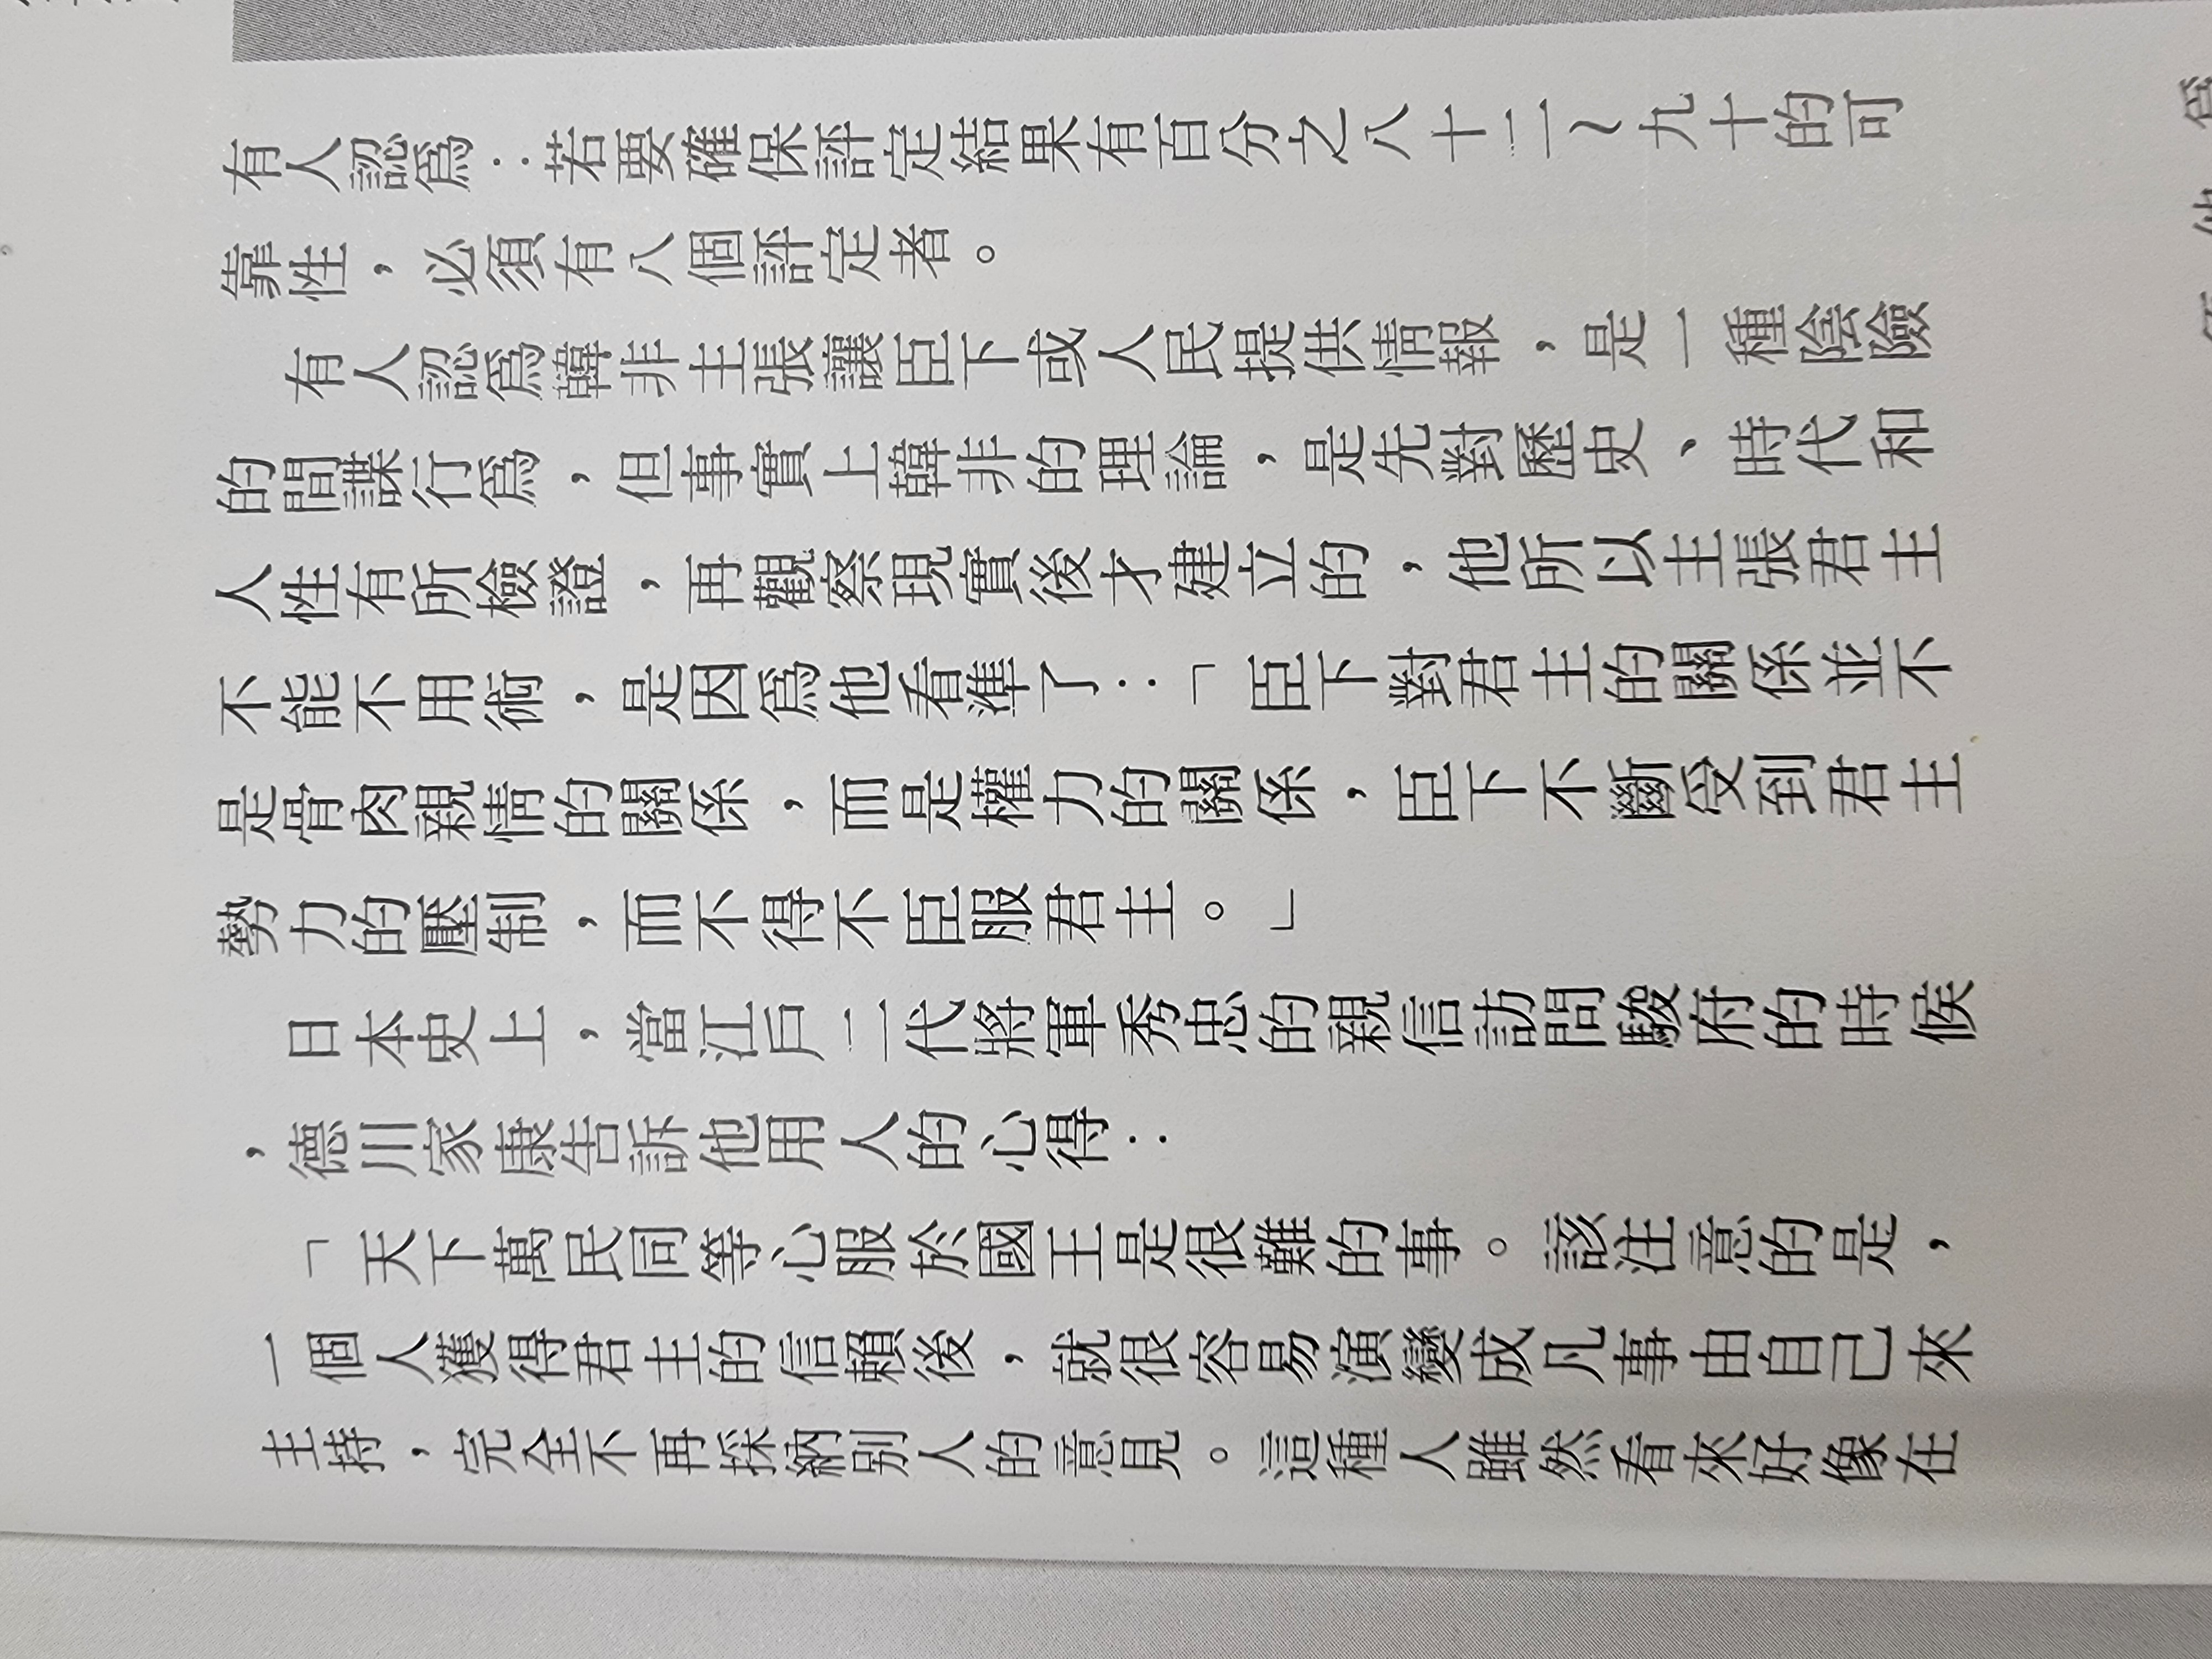 有人認爲：若要確保評定結果有百分之八十二～九十的可
靠性，必須有八個評定者。
有人認爲韓非主張讓臣下或人民提供情報，是一種陰險
的間諜行爲，但事實上韓非的理論，是先對歷史、時代和
人性有所檢證，再觀察現實後才建立的，他所以主張君主
不能不用術，是因爲他看準了：「臣下對君主的關係並不
是骨肉親情的關係，而是權力的關係，臣下不斷受到君主
勢力的壓制，而不得不臣服君主。」
日本史上，當江戶二代將軍秀忠的親信訪問駿府的時候
，德川家康告訴他用人的心得：
「天下萬民同等心服於國王是很難的事。該注意的是，
一個人獲得君主的信賴後，就很容易演變成凡事由自己來
主持，完全不再採納別人的意見。這種人雖然看來好像在